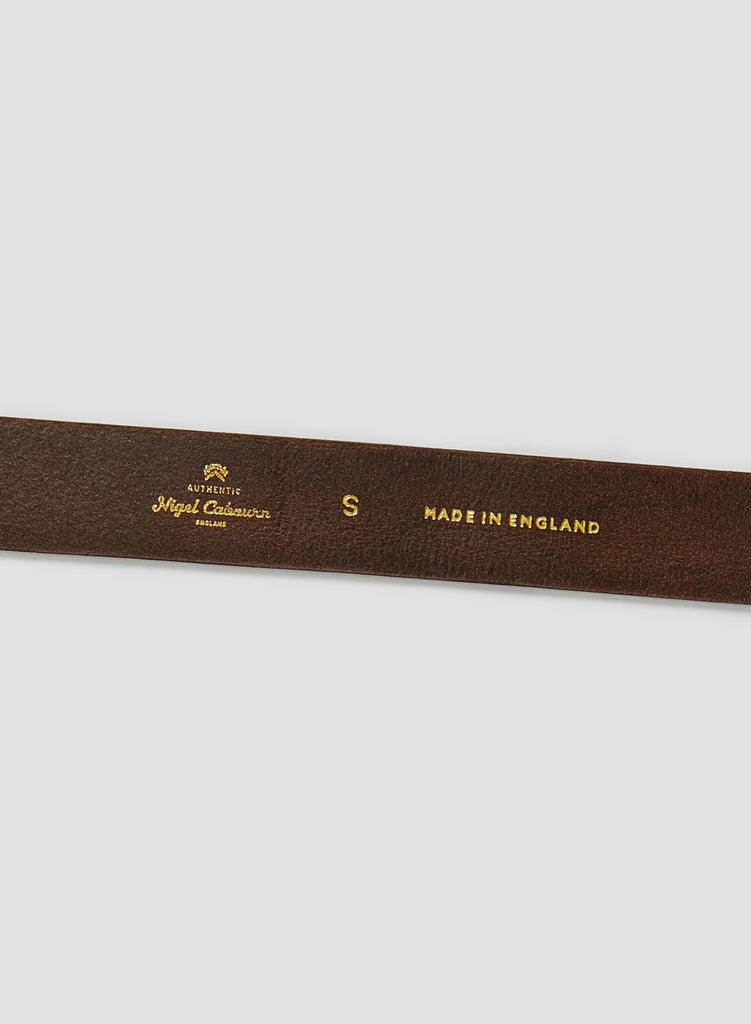 AUTHENTIC
Nigel Cabourn
ENGLAND
S
MADE IN ENGLAND